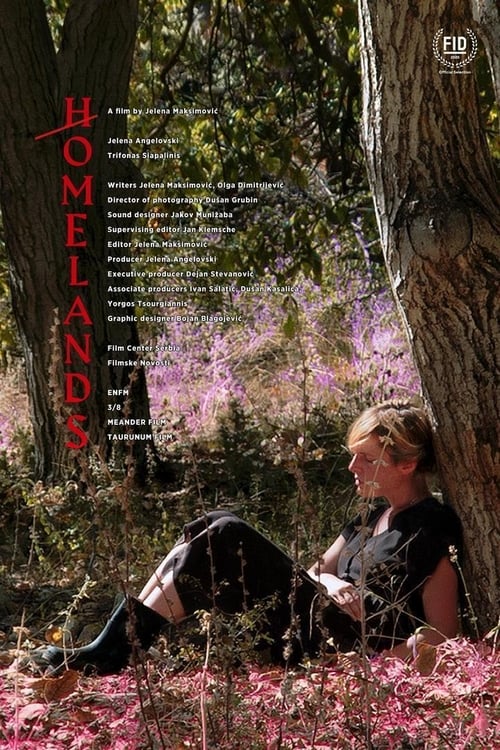 FID
2020
Official Selection
HOMELANDS
A film by Jelena Maksimović
Jelena Angelovski
Trifonas Siapalinis
Writers Jelena Maksimović, Olga Dimitrijević
Director of photography Dušan Grubin
Sound designer Jakov Munižaba
Supervising editor Jan Klemsche
Editor Jelena Maksimović
Producer Jelena Angelovski
Executive producer Dejan Stevanović
Associate producers Ivan Salatić, Dušan Kasalica,
Yorgos Tsourgiannis
Graphic designer Bojan Blagojević
Film Center Serbia
Filmske Novosti
ENFM
3/8
MEANDER FILM
TAURUNUM FILM